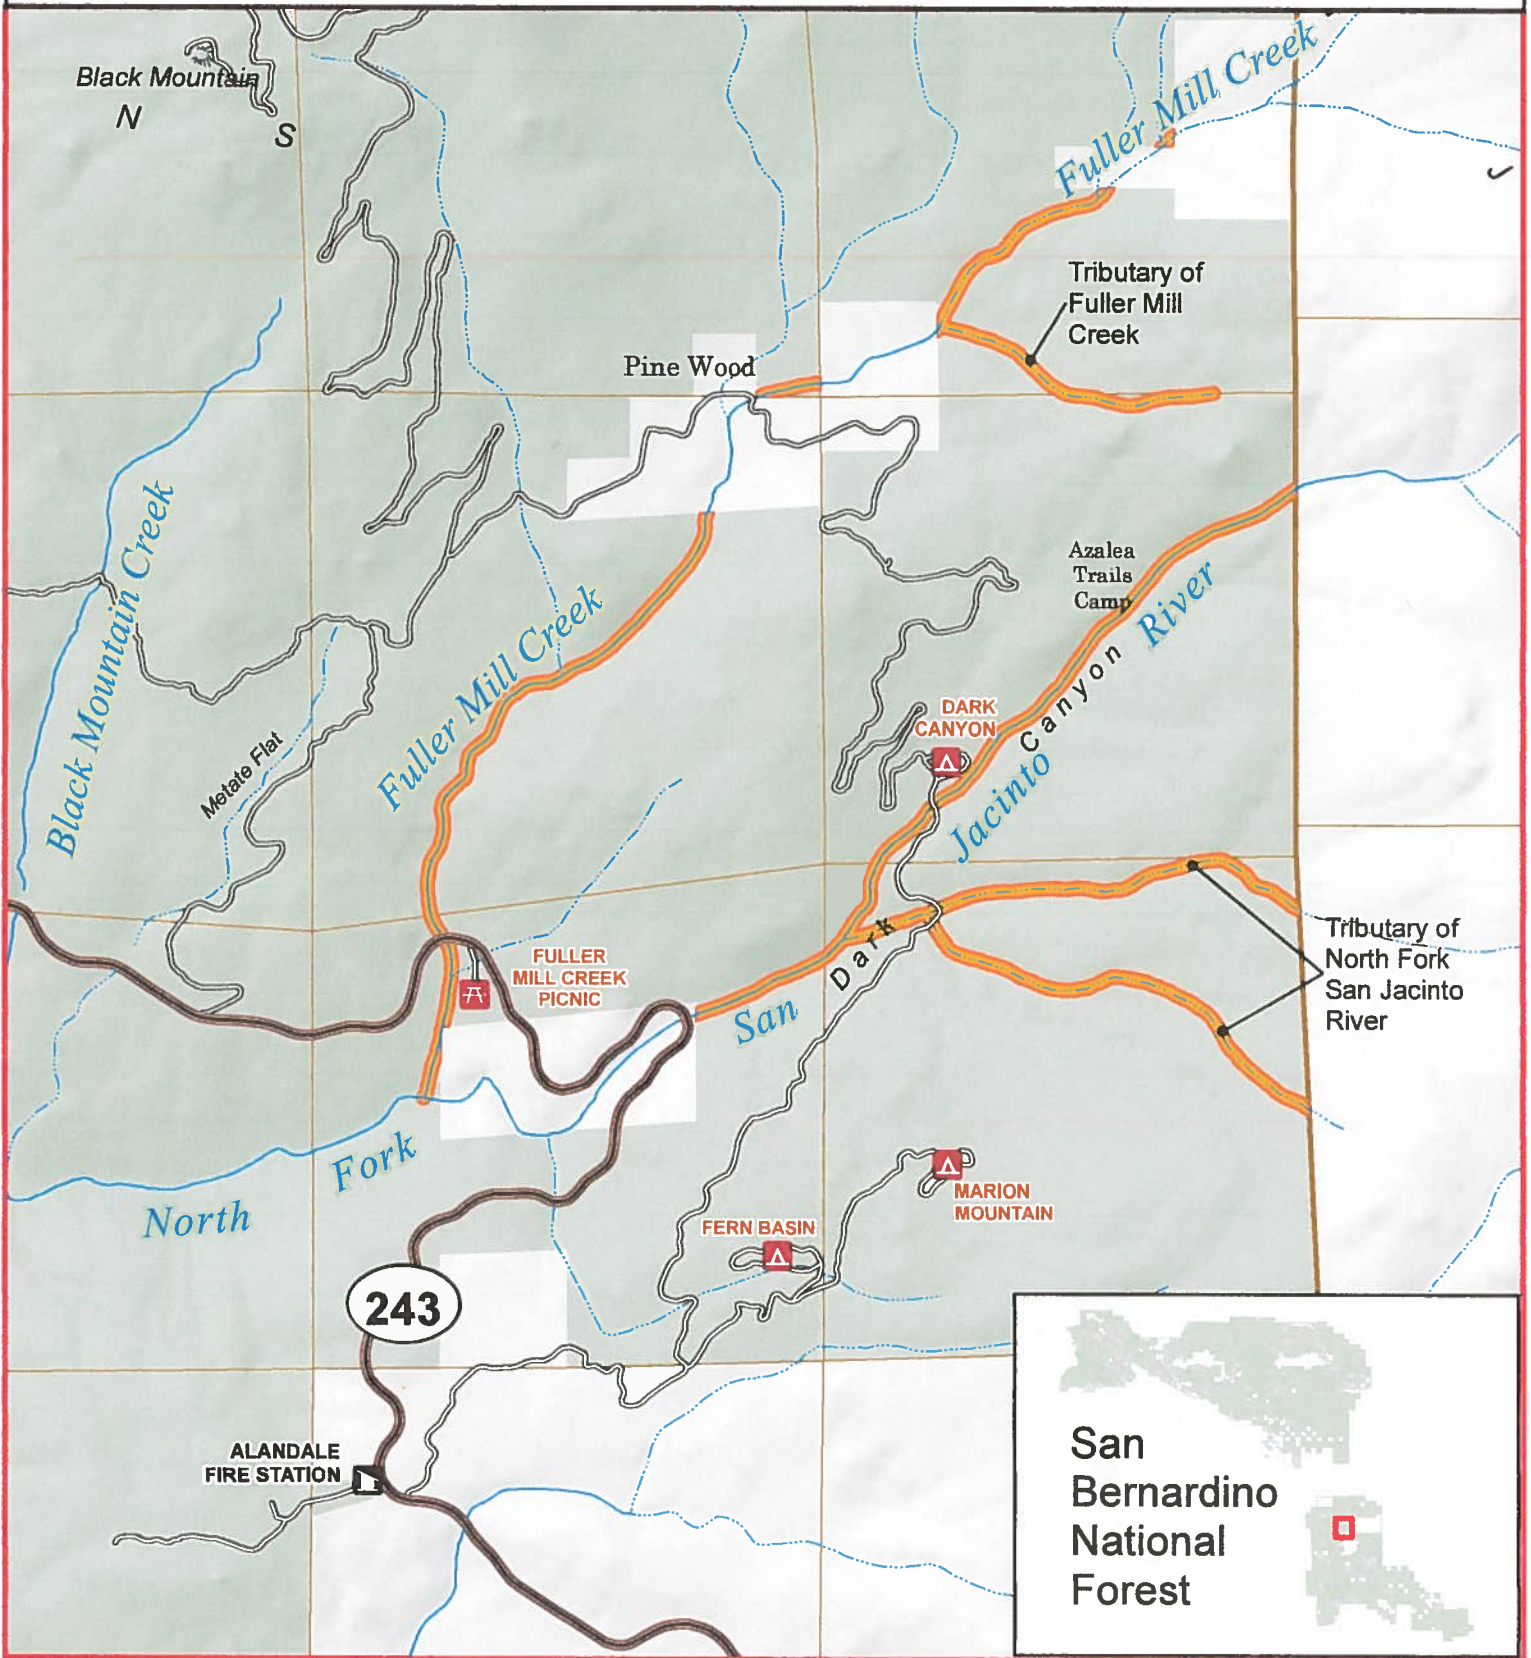 Black Mountain
N
S
Fuller Mill Creek
Tributary of
Fuller Mill
Creek
Pine Wood
Black Mountain Creek
Azalea
Trails
Camp
Fuller Mill Creek
Metate Flat
DARK
CANYON
Dark Canyon
North Fork San Jacinto River
Tributary of
North Fork
San Jacinto
River
FULLER
MILL CREEK
PICNIC
MARION
MOUNTAIN
FERN BASIN
243
ALANDALE
FIRE STATION
San
Bernardino
National
Forest